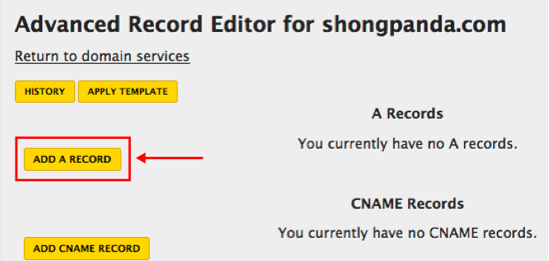 Advanced Record Editor for shongpanda.com
Return to domain services
HISTORY APPLY TEMPLATE
A Records
You currently have no A records.
ADD A RECORD
CNAME Records
You currently have no CNAME records.
ADD CNAME RECORD